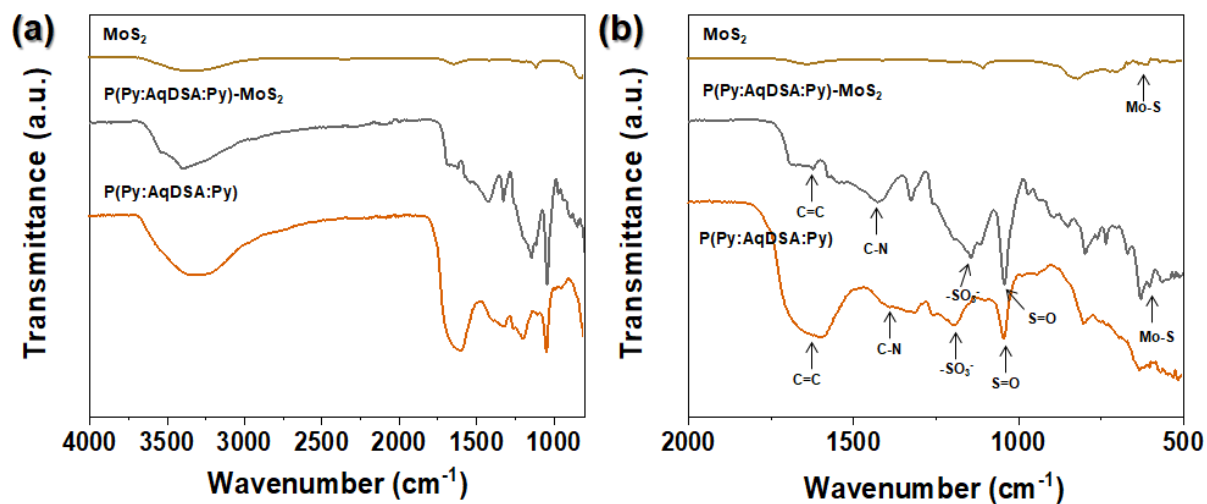 (a)
MoS₂
P(Py:AqDSA:Py)-MoS₂
P(Py:AqDSA:Py)
Transmittance (a.u.)
4000 3500 3000 2500 2000 1500 1000
Wavenumber (cm⁻¹)
(b)
MoS₂
Mo-S
P(Py:AqDSA:Py)-MoS₂
C=C
C-N
-SO₃⁻
S=O
Mo-S
P(Py:AqDSA:Py)
C=C
C-N
-SO₃⁻
S=O
Transmittance (a.u.)
2000 1500 1000 500
Wavenumber (cm⁻¹)